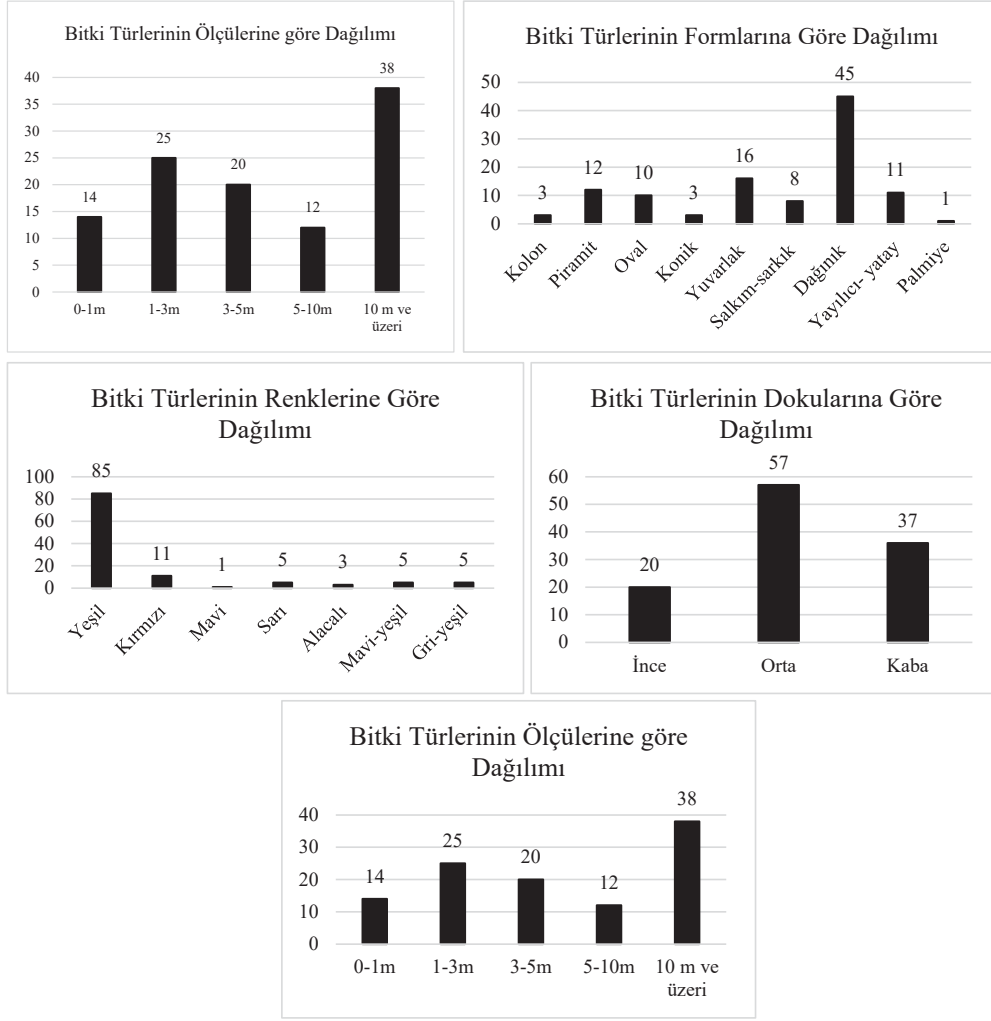 Bitki Türlerinin Ölçülerine göre Dağılımı
40
35
30
25
20
15
10
5
0
14
25
20
12
38
0-1m
1-3m
3-5m
5-10m
10 m ve
üzeri
Bitki Türlerinin Formlarına Göre Dağılımı
50
40
30
20
10
0
3
12
10
3
16
8
45
11
1
Kolon
Piramit
Oval
Konik
Yuvarlak
Salkım-sarkık
Dağınık
Yayılıcı- yatay
Palmiye
Bitki Türlerinin Renklerine Göre
Dağılımı
100
80
60
40
20
0
85
11
1
5
3
5
5
Yeşil
Kırmızı
Mavi
Sarı
Alacalı
Mavi-yeşil
Gri-yeşil
Bitki Türlerinin Dokularına Göre
Dağılımı
60
50
40
30
20
10
0
20
57
37
İnce
Orta
Kaba
Bitki Türlerinin Ölçülerine göre
Dağılımı
40
30
20
10
0
14
25
20
12
38
0-1m
1-3m
3-5m
5-10m
10 m ve
üzeri